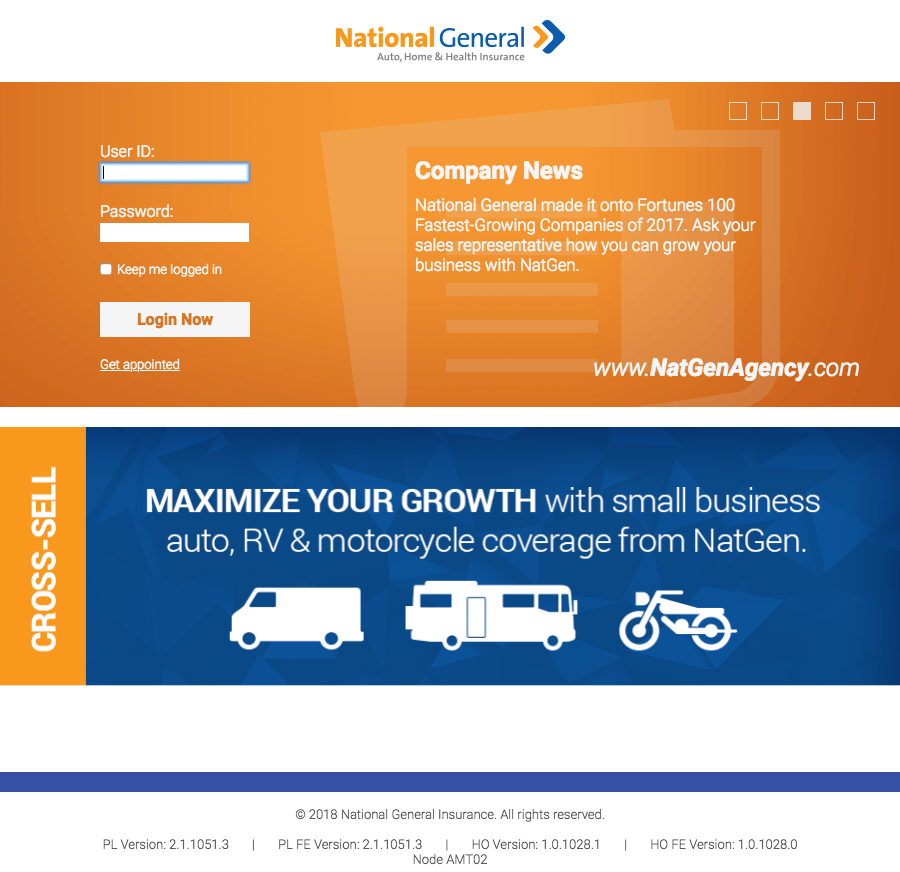 National General
Auto, Home & Health Insurance
User ID:
Password:
Keep me logged in
Login Now
Get appointed
Company News
National General made it onto Fortunes 100
Fastest-Growing Companies of 2017. Ask your
sales representative how you can grow your
business with NatGen.
www.NatGenAgency.com
CROSS-SELL
MAXIMIZE YOUR GROWTH with small business
auto, RV & motorcycle coverage from NatGen.
© 2018 National General Insurance. All rights reserved.
PL Version: 2.1.1051.3 | PL FE Version: 2.1.1051.3 | HO Version: 1.0.1028.1 | HO FE Version: 1.0.1028.0
Node AMT02